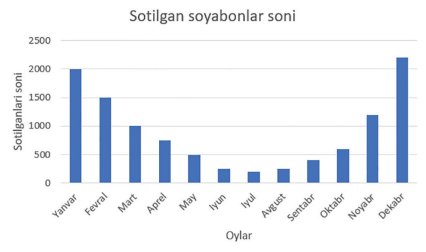 Sotilgan soyabonlar soni
Sotilganlari soni
2500
2000
1500
1000
500
0
Yanvar
Fevral
Mart
Aprel
May
Iyun
Iyul
Avgust
Sentabr
Oktabr
Noyabr
Dekabr
Oylar